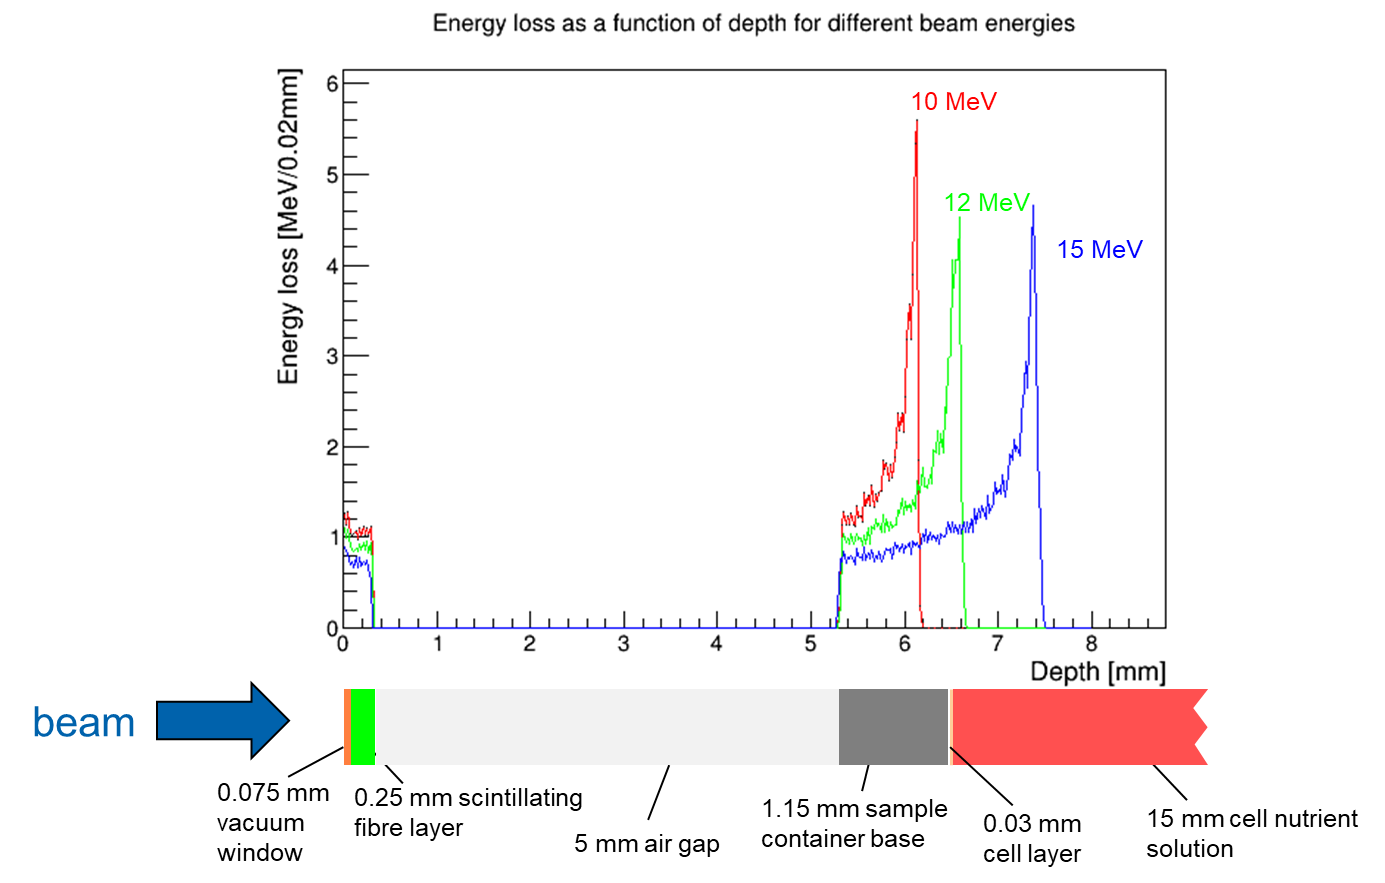 Energy loss as a function of depth for different beam energies
Energy loss [MeV/0.02mm]
6
5
4
3
2
1
0
10 MeV
12 MeV
15 MeV
0 1 2 3 4 5 6 7 8
Depth [mm]
beam
0.075 mm
vacuum
window
0.25 mm scintillating
fibre layer
5 mm air gap
1.15 mm sample
container base
0.03 mm
cell layer
15 mm cell nutrient
solution